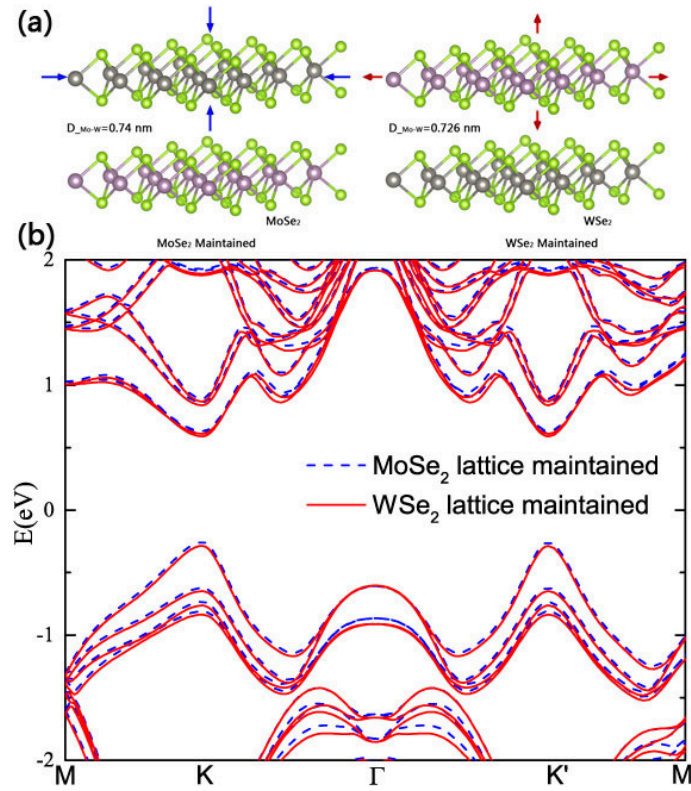 (a)
D_Mo-W=0.74 nm
D_Mo-W=0.726 nm
MoSe₂
WSe₂
(b)
MoSe₂ Maintained
WSe₂ Maintained
2
1
0
-1
-2
E(eV)
MoSe₂ lattice maintained
WSe₂ lattice maintained
M K Γ K' M